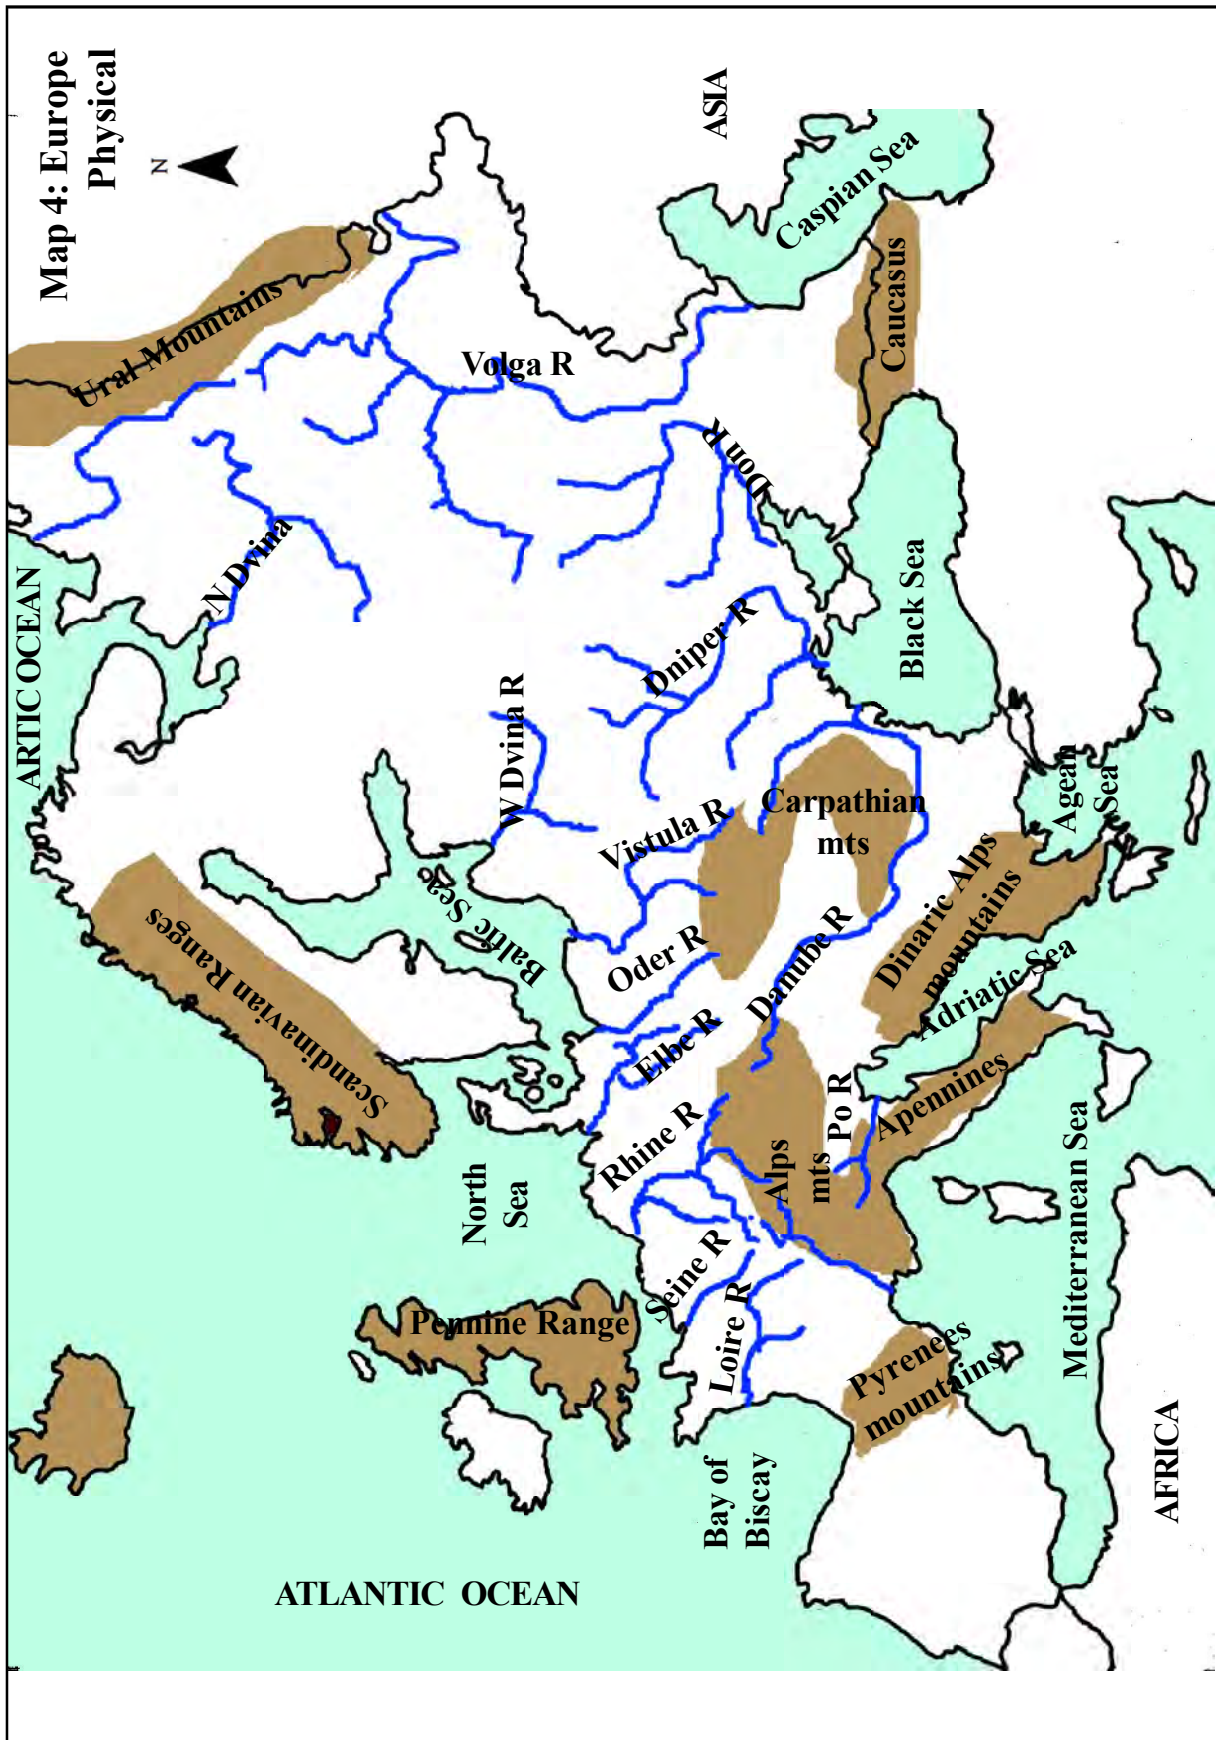 Map 4: Europe
Physical
N
ARTIC OCEAN
ASIA
Ural Mountains
Caspian Sea
Volga R
Caucasus
N Dvina
Don R
Black Sea
Dniper R
W Dvina R
Vistula R
Carpathian
mts
Agean
Sea
Scandinavian Ranges
Baltic Sea
Oder R
Danube R
Dinaric Alps
mountains
Adriatic Sea
Elbe R
Rhine R
Alps
mts
Po R
Apennines
North
Sea
Seine R
Loire R
Pennine Range
Pyrenees
mountains
Mediterranean Sea
Bay of
Biscay
ATLANTIC OCEAN
AFRICA